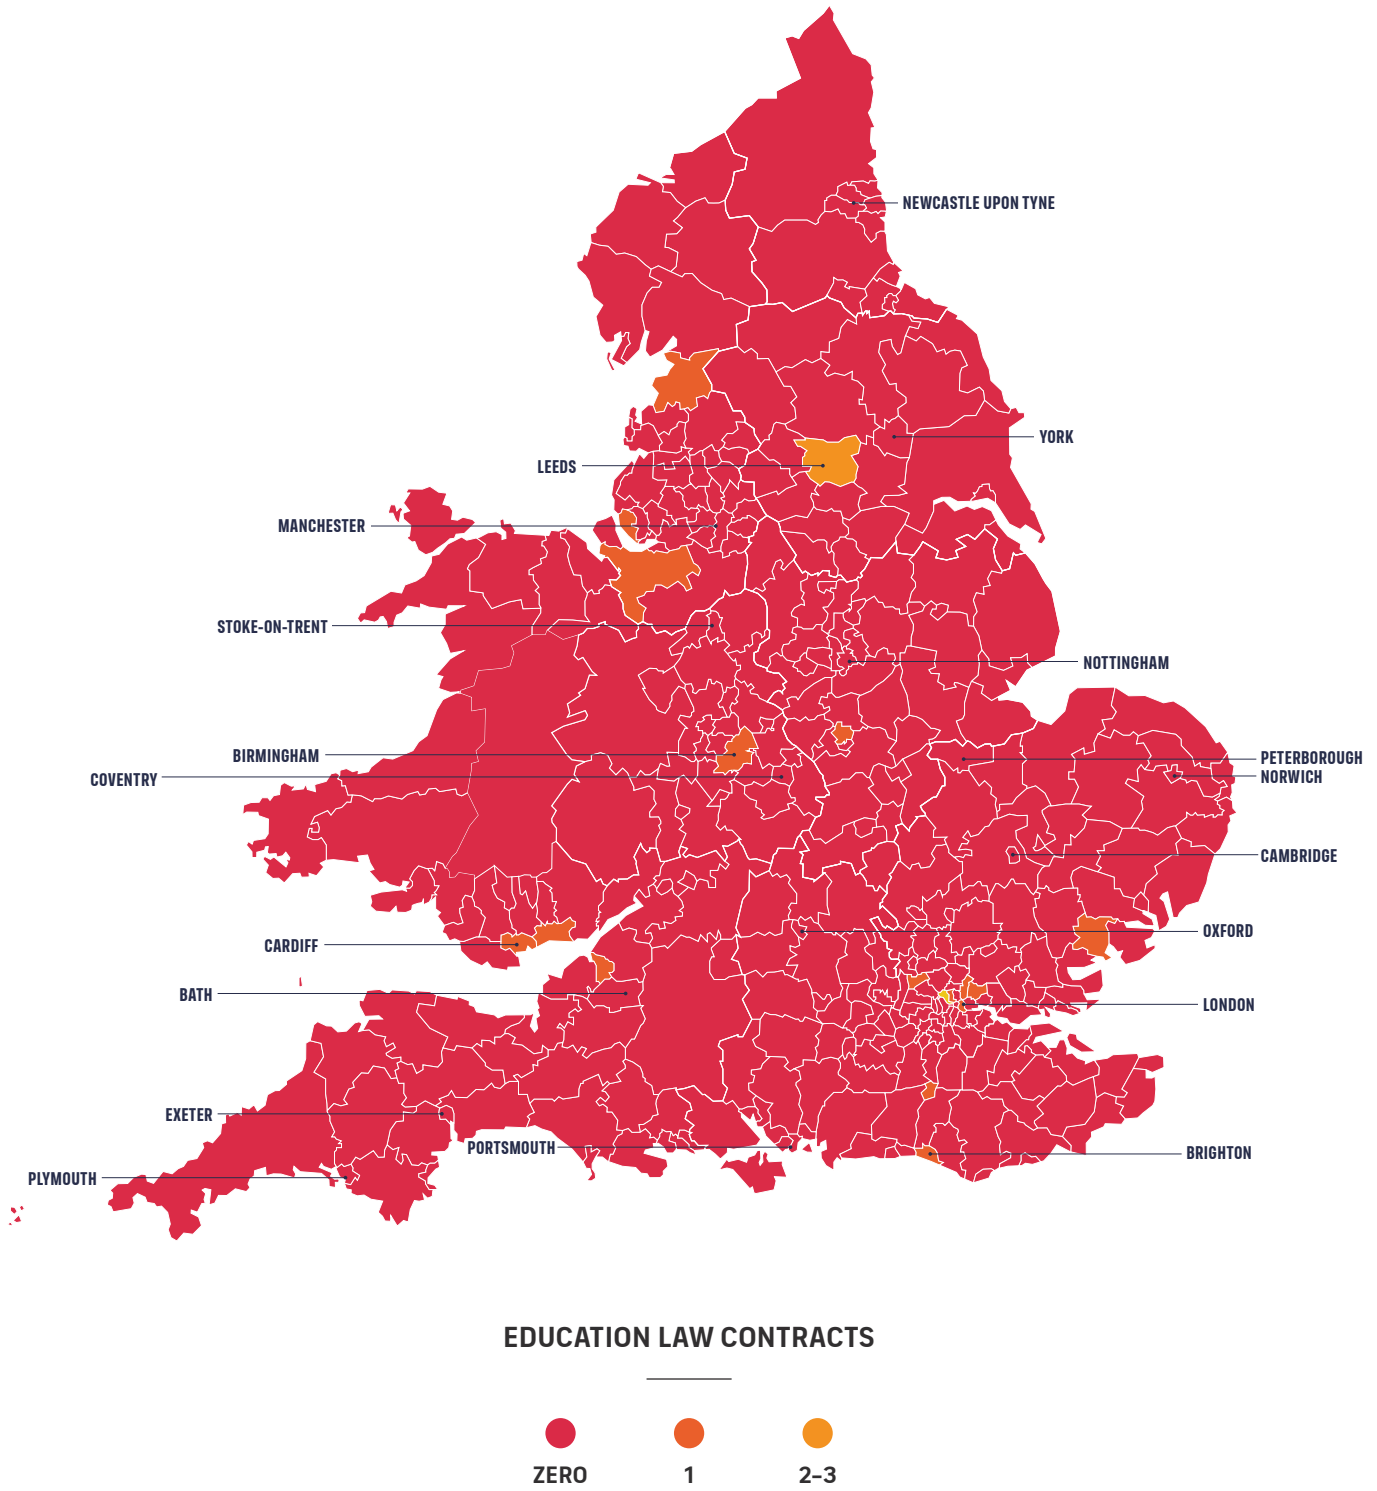 NEWCASTLE UPON TYNE
YORK
LEEDS
MANCHESTER
STOKE-ON-TRENT
NOTTINGHAM
BIRMINGHAM
PETERBOROUGH
COVENTRY
NORWICH
CAMBRIDGE
OXFORD
CARDIFF
BATH
LONDON
EXETER
PORTSMOUTH
BRIGHTON
PLYMOUTH
EDUCATION LAW CONTRACTS
ZERO
1
2–3